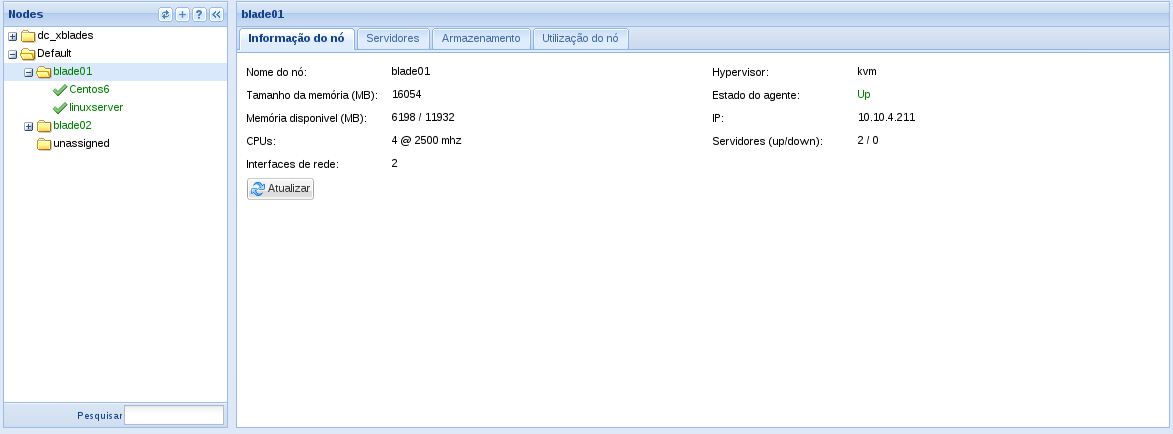 Nodes
dc_xblades
Default
blade01
Centos6
linuxserver
blade02
unassigned
Pesquisar
blade01
Informação do nó Servidores Armazenamento Utilização do nó
Nome do nó: blade01 Hypervisor: kvm
Tamanho da memória (MB): 16054 Estado do agente: Up
Memória disponivel (MB): 6198 / 11932 IP: 10.10.4.211
CPUs: 4 @ 2500 mhz Servidores (up/down): 2 / 0
Interfaces de rede: 2
Atualizar